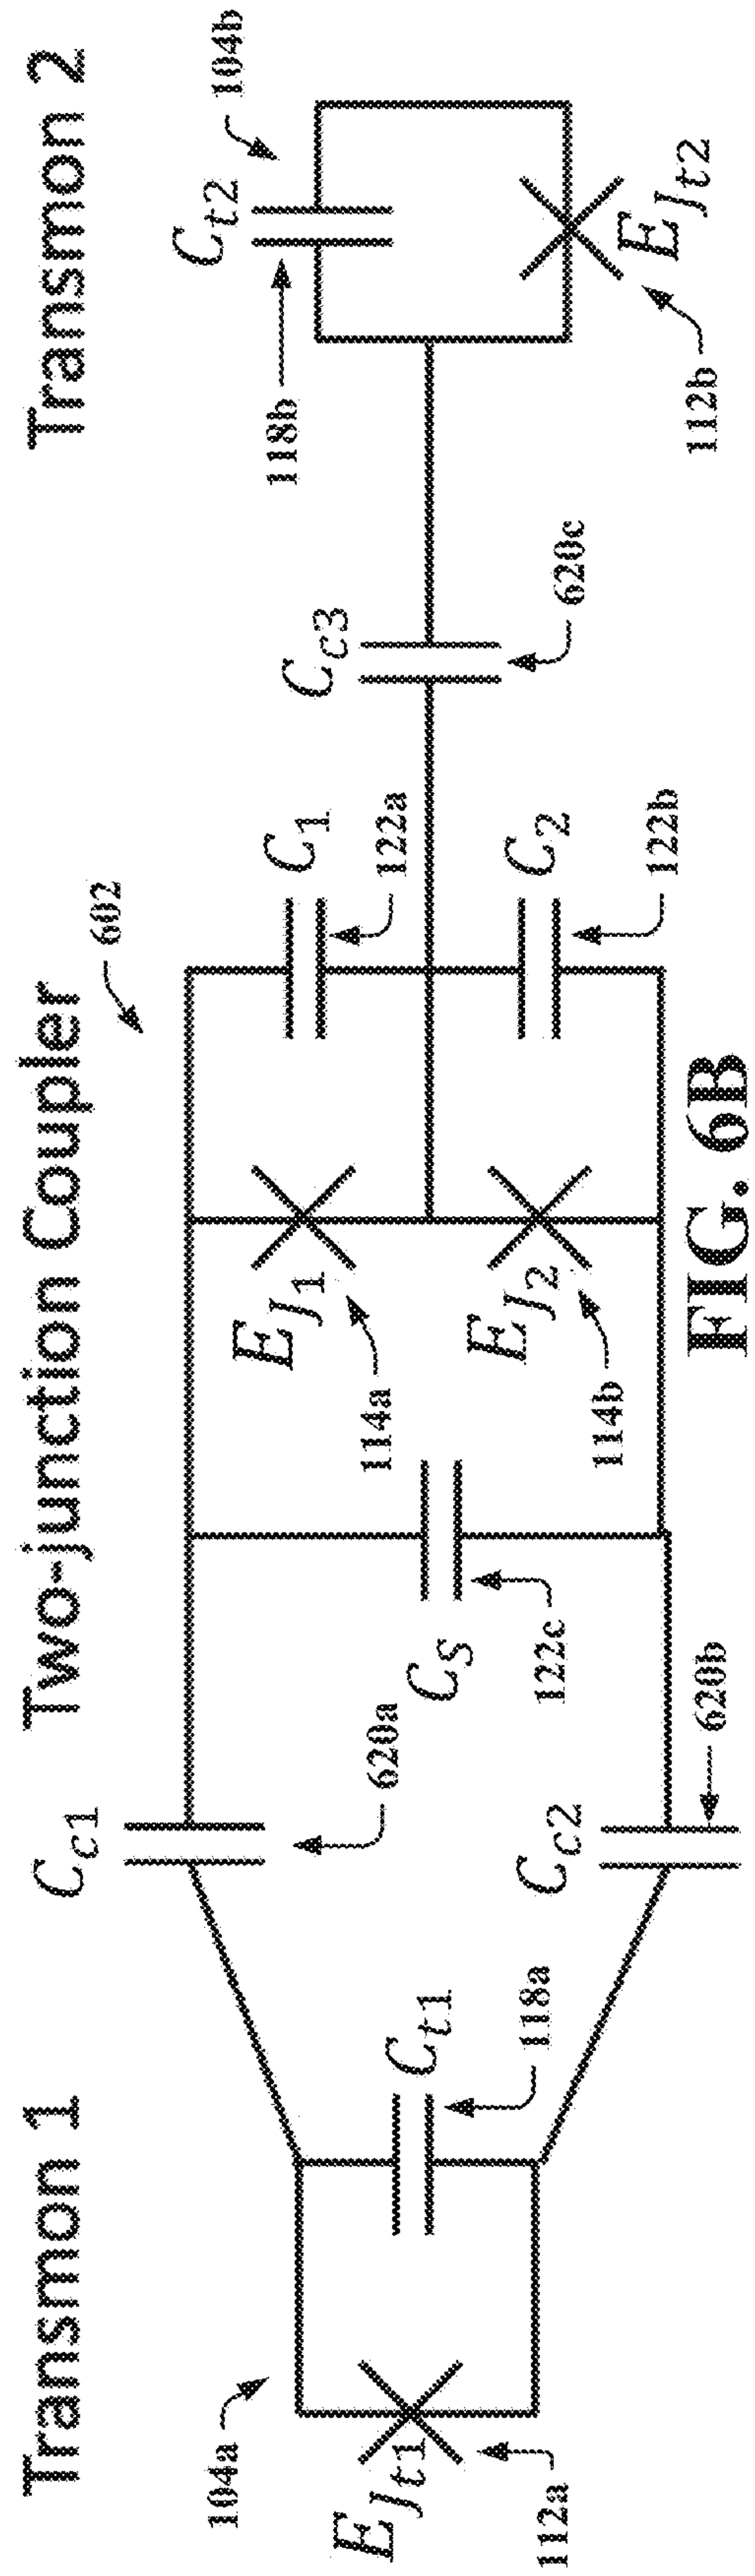 Transmon 1
Two-junction Coupler
Transmon 2
104a
E_Jt1
112a
C_t1
118a
C_c1
620a
C_c2
620b
C_S
122c
602
E_J1
114a
E_J2
114b
C_1
122a
C_2
122b
C_c3
620c
104b
C_t2
118b
E_Jt2
112b
FIG. 6B